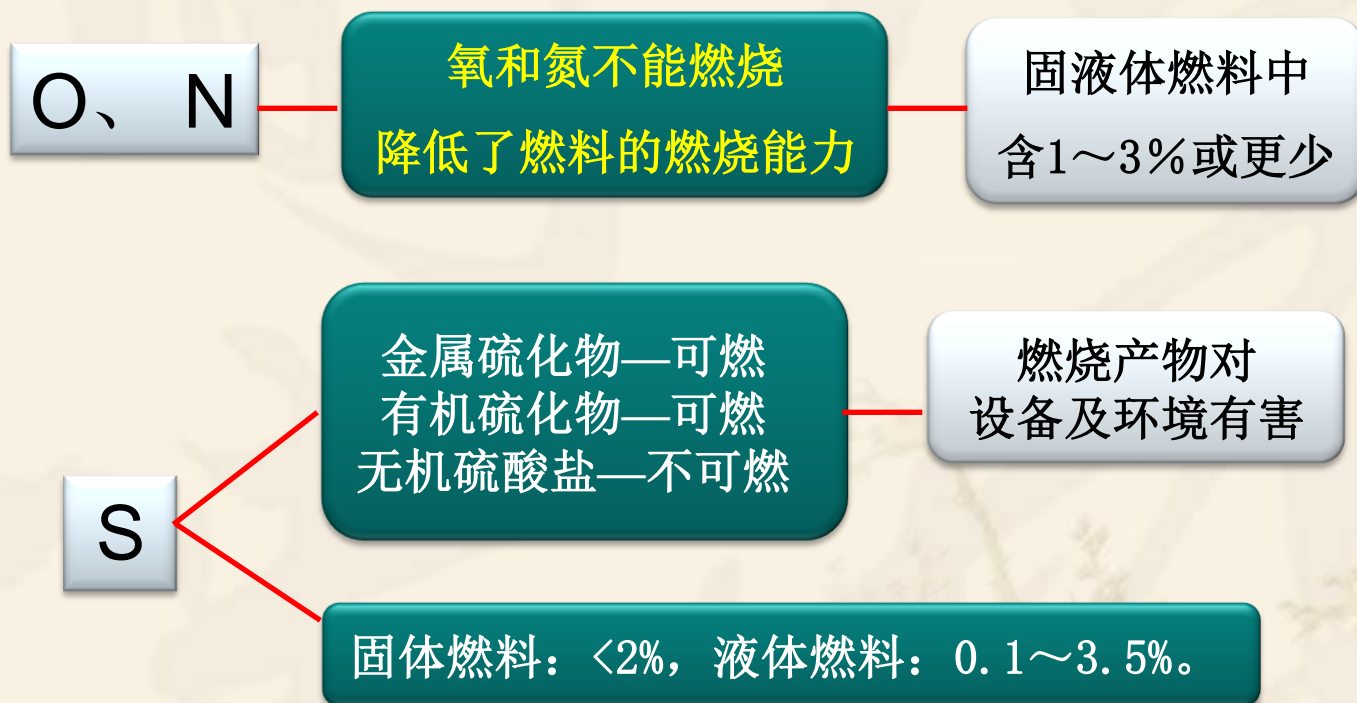 O、 N
氧和氮不能燃烧
降低了燃料的燃烧能力
固液体燃料中
含1～3%或更少
S
金属硫化物—可燃
有机硫化物—可燃
无机硫酸盐—不可燃
燃烧产物对
设备及环境有害
固体燃料：<2%，液体燃料：0.1～3.5%。